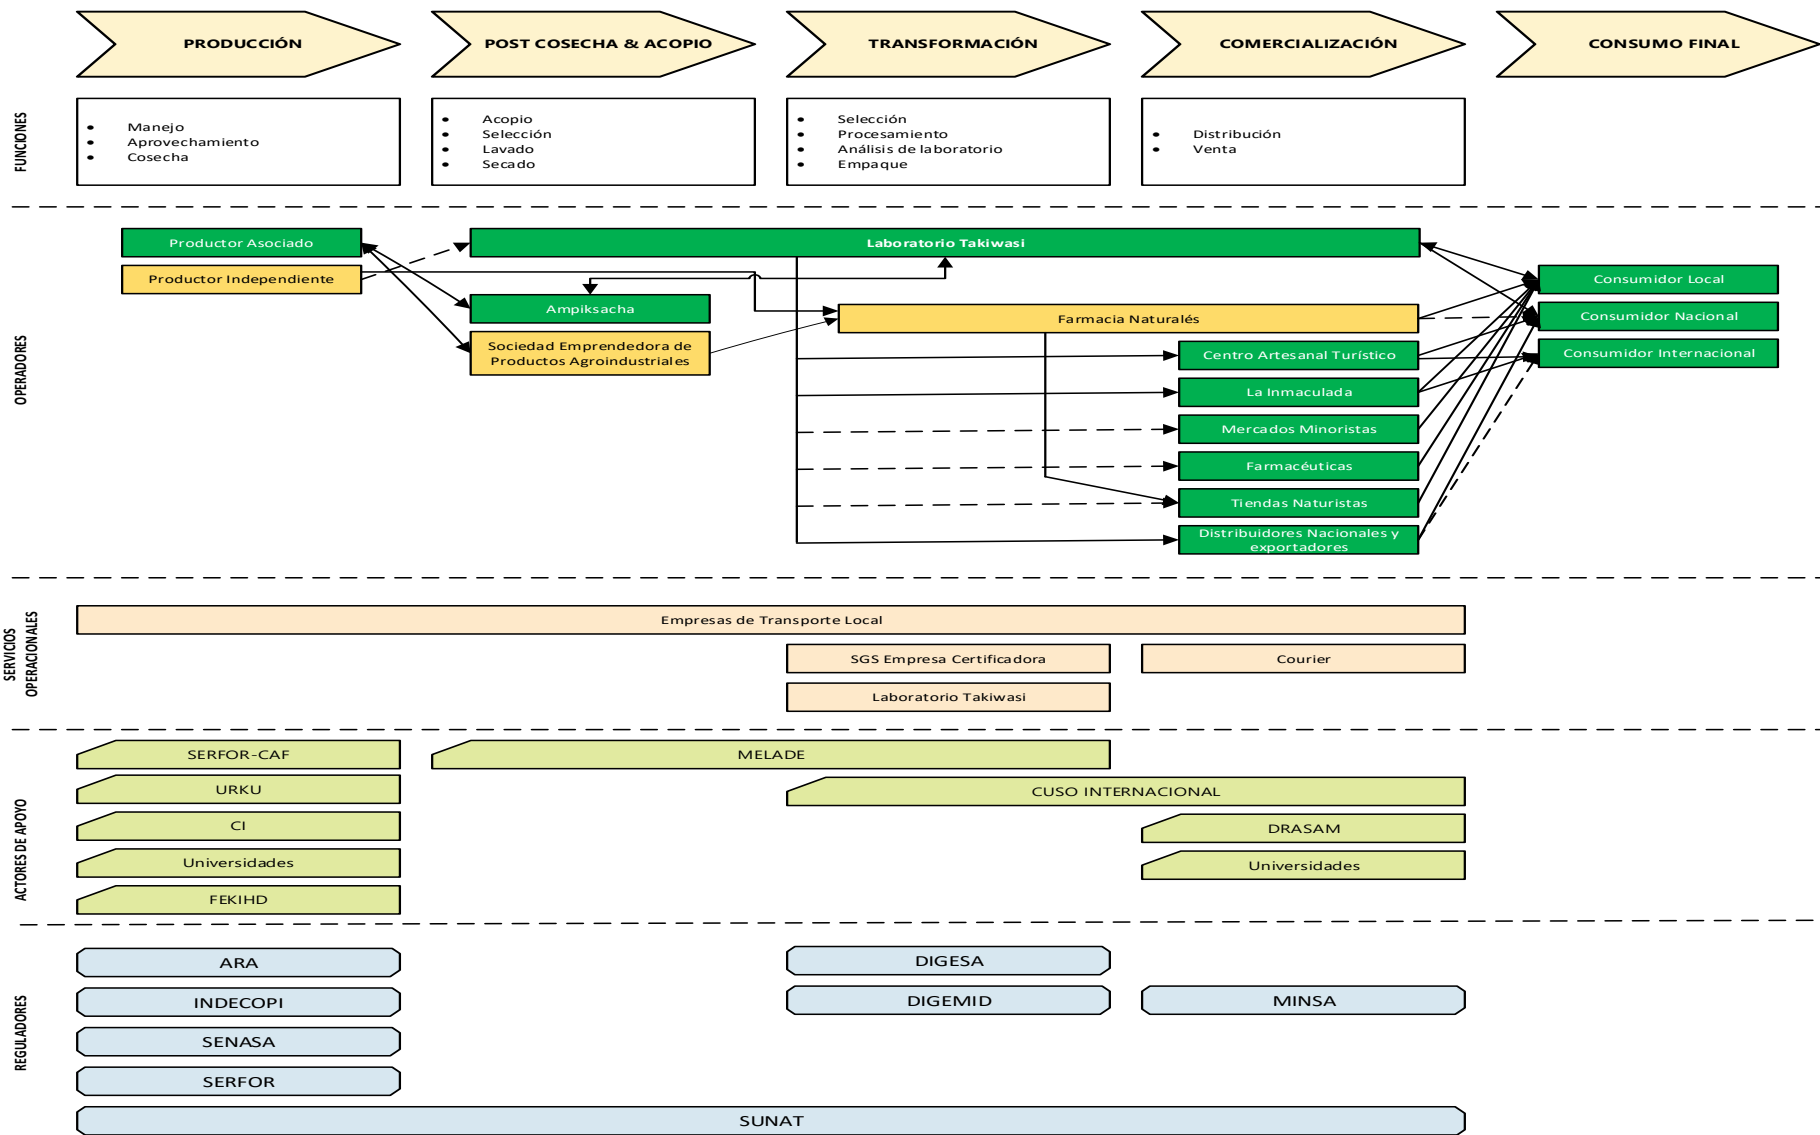 PRODUCCIÓN
POST COSECHA & ACOPIO
TRANSFORMACIÓN
COMERCIALIZACIÓN
CONSUMO FINAL
FUNCIONES
• Manejo
• Aprovechamiento
• Cosecha
• Acopio
• Selección
• Lavado
• Secado
• Selección
• Procesamiento
• Análisis de laboratorio
• Empaque
• Distribución
• Venta
OPERADORES
Productor Asociado
Productor Independiente
Laboratorio Takiwasi
Ampiksacha
Sociedad Emprendedora de
Productos Agroindustriales
Farmacia Naturalés
Centro Artesanal Turístico
La Inmaculada
Mercados Minoristas
Farmacéuticas
Tiendas Naturistas
Distribuidores Nacionales y
exportadores
Consumidor Local
Consumidor Nacional
Consumidor Internacional
SERVICIOS
OPERACIONALES
Empresas de Transporte Local
SGS Empresa Certificadora
Courier
Laboratorio Takiwasi
ACTORES DE APOYO
SERFOR-CAF
URKU
CI
Universidades
FEKIHD
MELADE
CUSO INTERNACIONAL
DRASAM
Universidades
REGULADORES
ARA
INDECOPI
SENASA
SERFOR
DIGESA
DIGEMID
MINSA
SUNAT